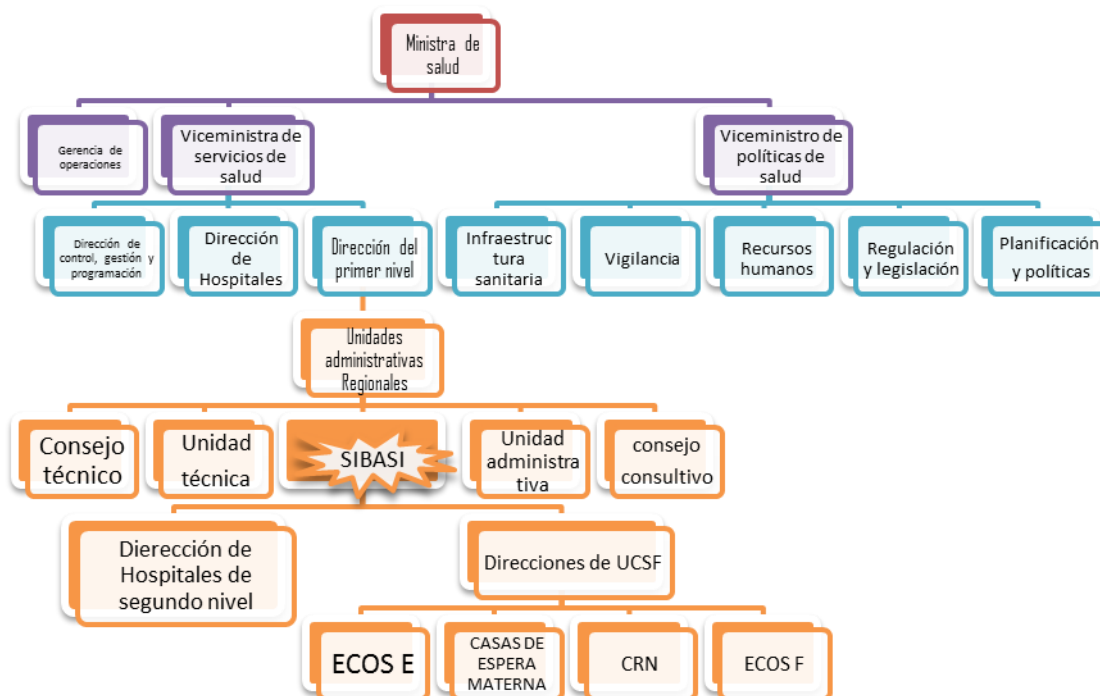 Ministra de
salud
Gerencia de
operaciones
Viceministra de
servicios de
salud
Viceministro de
políticas de
salud
Dirección de
control, gestión y
programación
Dirección
de
Hospitales
Dirección del
primer nivel
Infraestruc
tura
sanitaria
Vigilancia
Recursos
humanos
Regulación
y legislación
Planificación
y políticas
Unidades
administrativas
Regionales
Consejo
técnico
Unidad
técnica
SIBASI
Unidad
administra
tiva
consejo
consultivo
Dierección de
Hospitales de
segundo nivel
Direcciones de UCSF
ECOS E
CASAS DE
ESPERA
MATERNA
CRN
ECOS F